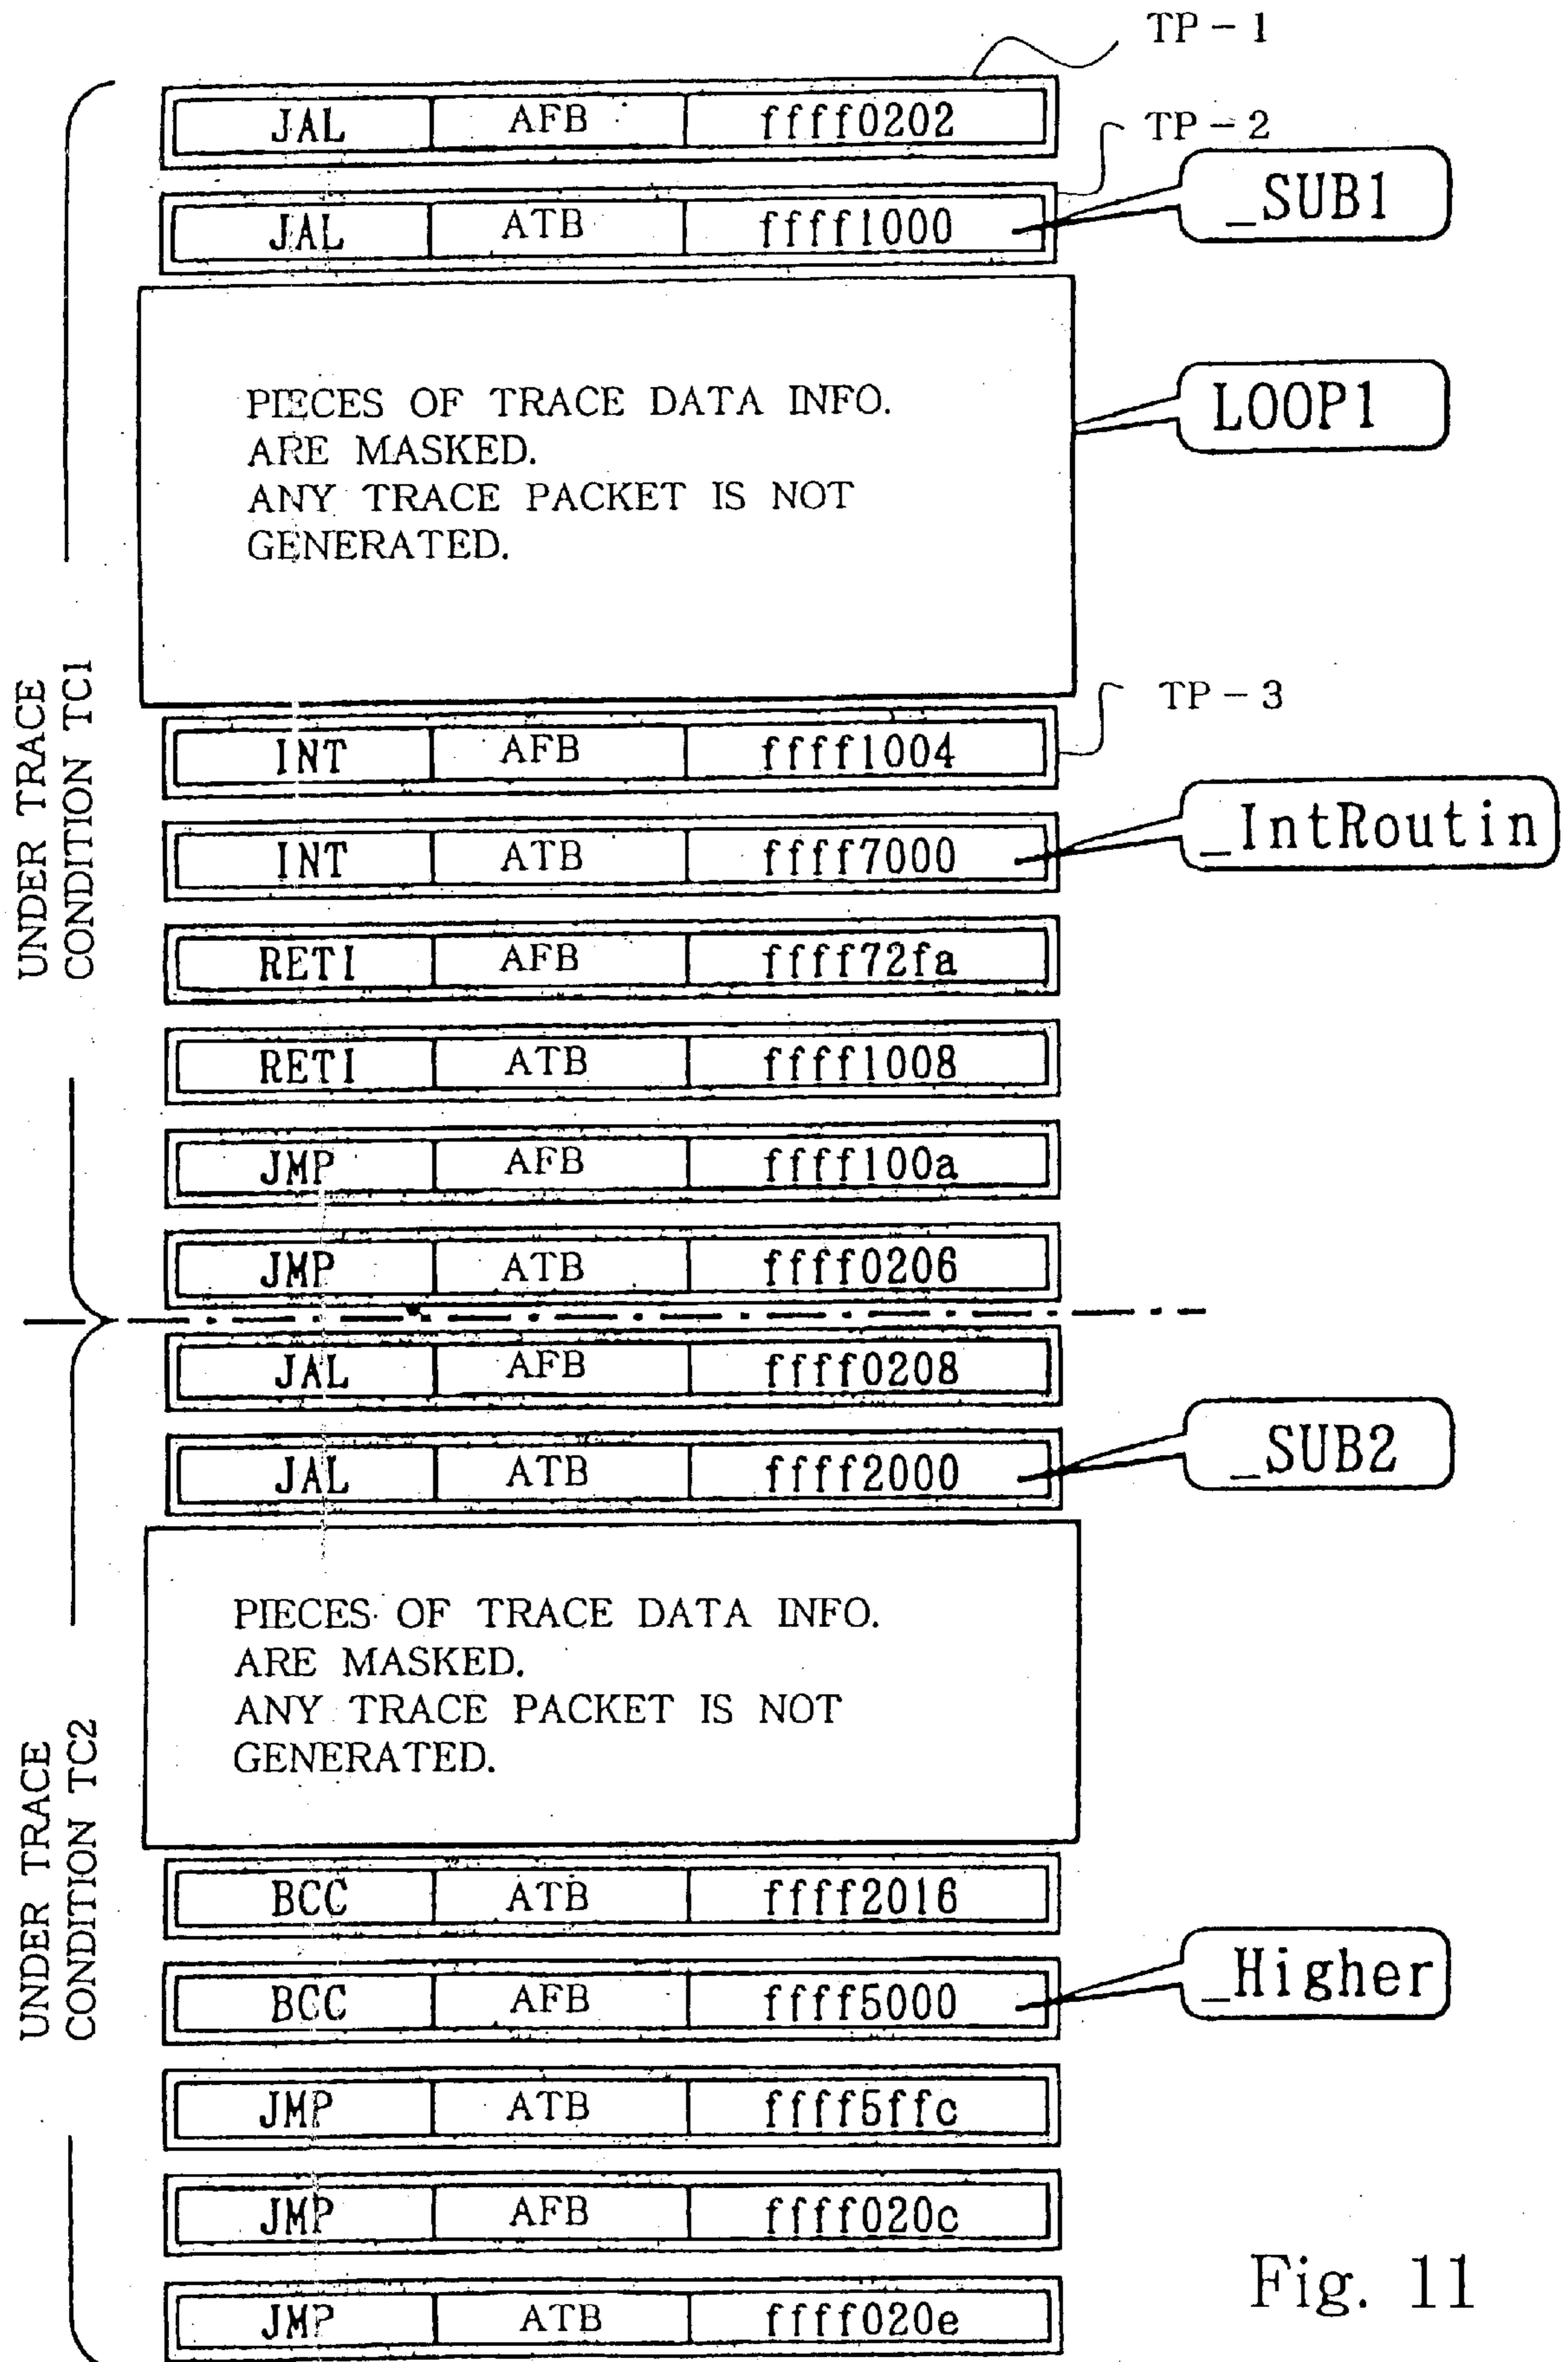 TP-1
JAL AFB ffff0202
TP-2
JAL ATB ffff1000
_SUB1
PIECES OF TRACE DATA INFO.
ARE MASKED.
ANY TRACE PACKET IS NOT
GENERATED.
LOOP1
UNDER TRACE
CONDITION TC1
TP-3
INT AFB ffff1004
INT ATB ffff7000
_IntRoutin
RETI AFB ffff72fa
RETI ATB ffff1008
JMP AFB ffff100a
JMP ATB ffff0206
JAL AFB ffff0208
JAL ATB ffff2000
_SUB2
PIECES OF TRACE DATA INFO.
ARE MASKED.
ANY TRACE PACKET IS NOT
GENERATED.
UNDER TRACE
CONDITION TC2
BCC ATB ffff2016
BCC AFB ffff5000
_Higher
JMP ATB ffff5ffc
JMP AFB ffff020c
JMP ATB ffff020e
Fig. 11